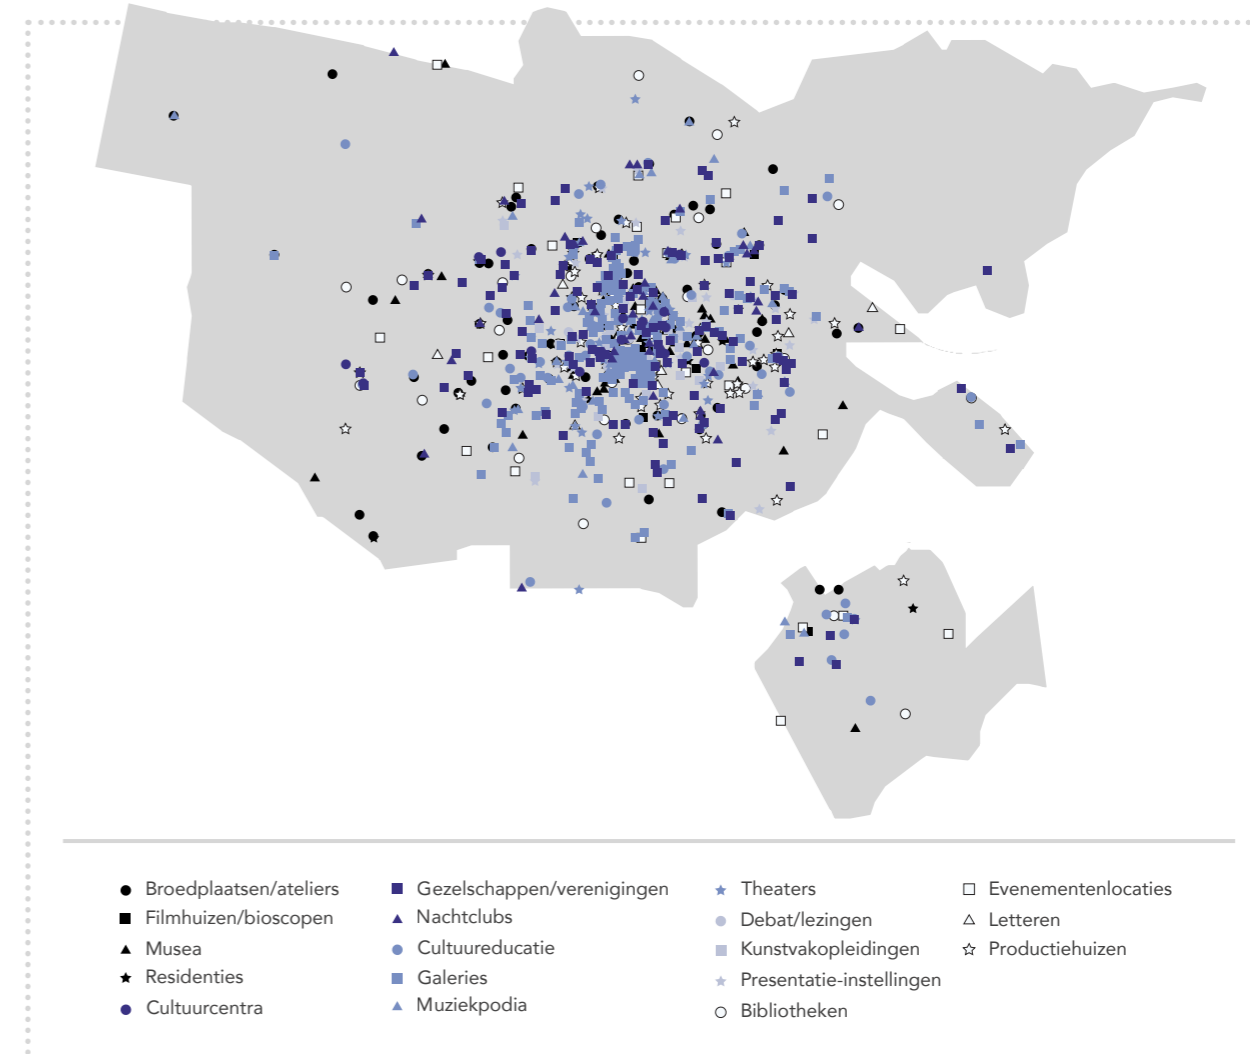 Broedplaatsen/ateliers
Filmhuizen/bioscopen
Musea
Residenties
Cultuurcentra
Gezelschappen/verenigingen
Nachtclubs
Cultuureducatie
Galeries
Muziekpodia
Theaters
Debat/lezingen
Kunstvakopleidingen
Presentatie-instellingen
Bibliotheken
Evenementenlocaties
Letteren
Productiehuizen